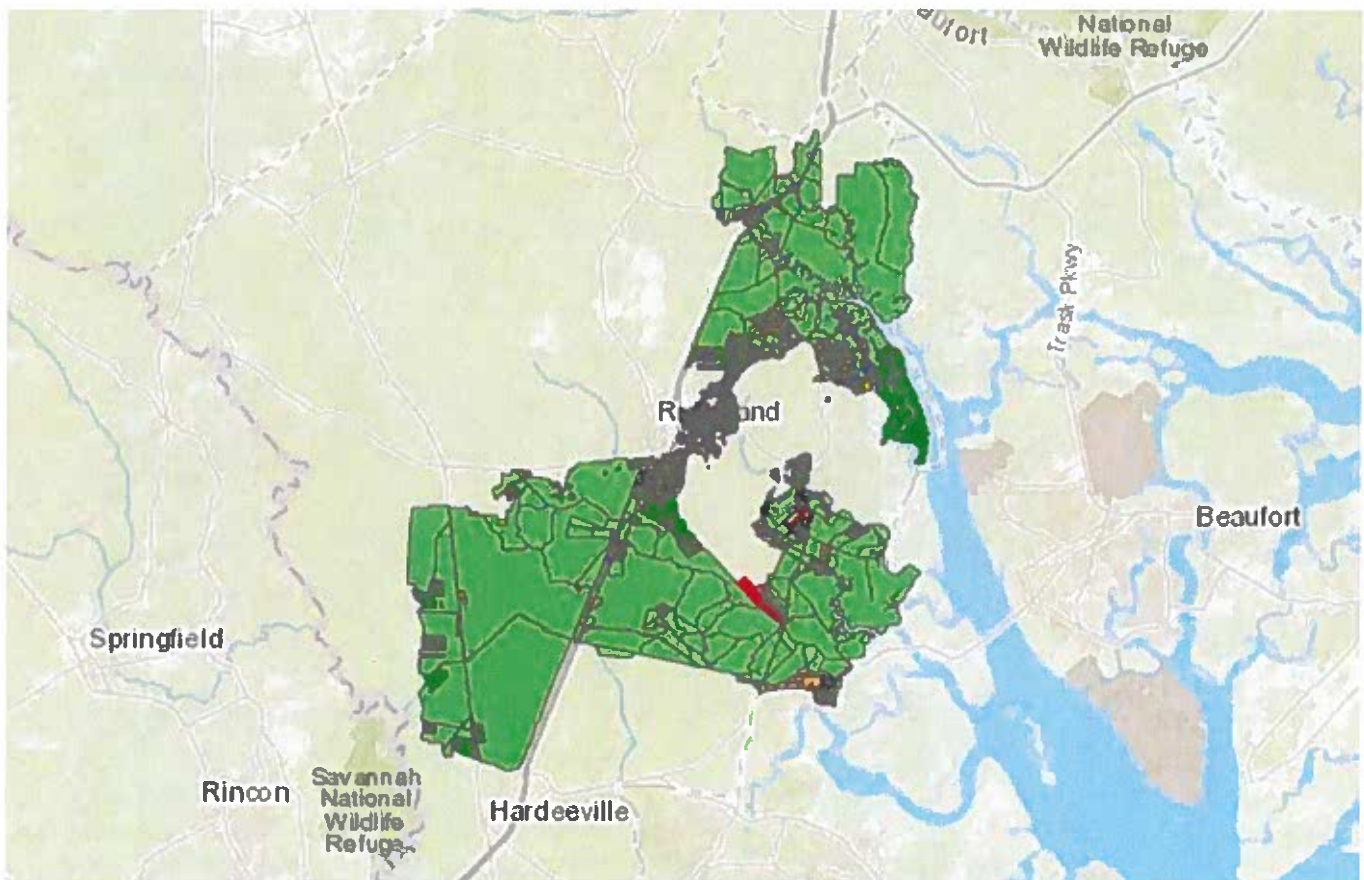 National
Wildlife Refuge
Trask Pkwy
Beaufort
Springfield
Rincon
Savannah
National
Wildlife
Refuge
Hardeeville